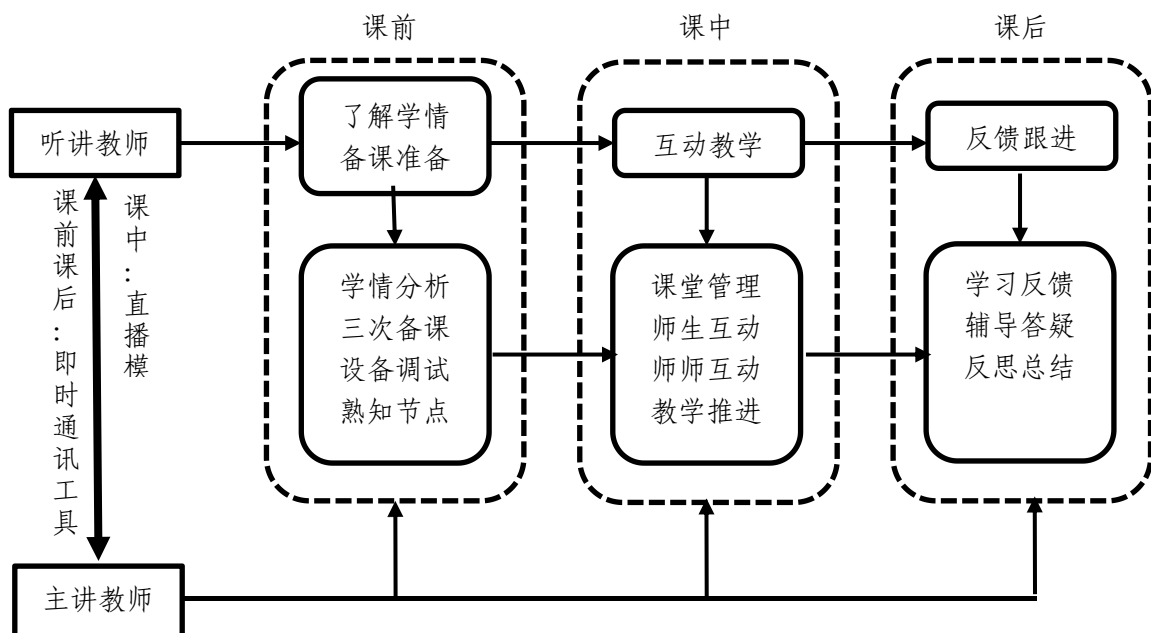 课前
课中
课后
听讲教师
了解学情
备课准备
互动教学
反馈跟进
课前课后：即时通讯工具
课中：直播模
学情分析
三次备课
设备调试
熟知节点
课堂管理
师生互动
师师互动
教学推进
学习反馈
辅导答疑
反思总结
主讲教师